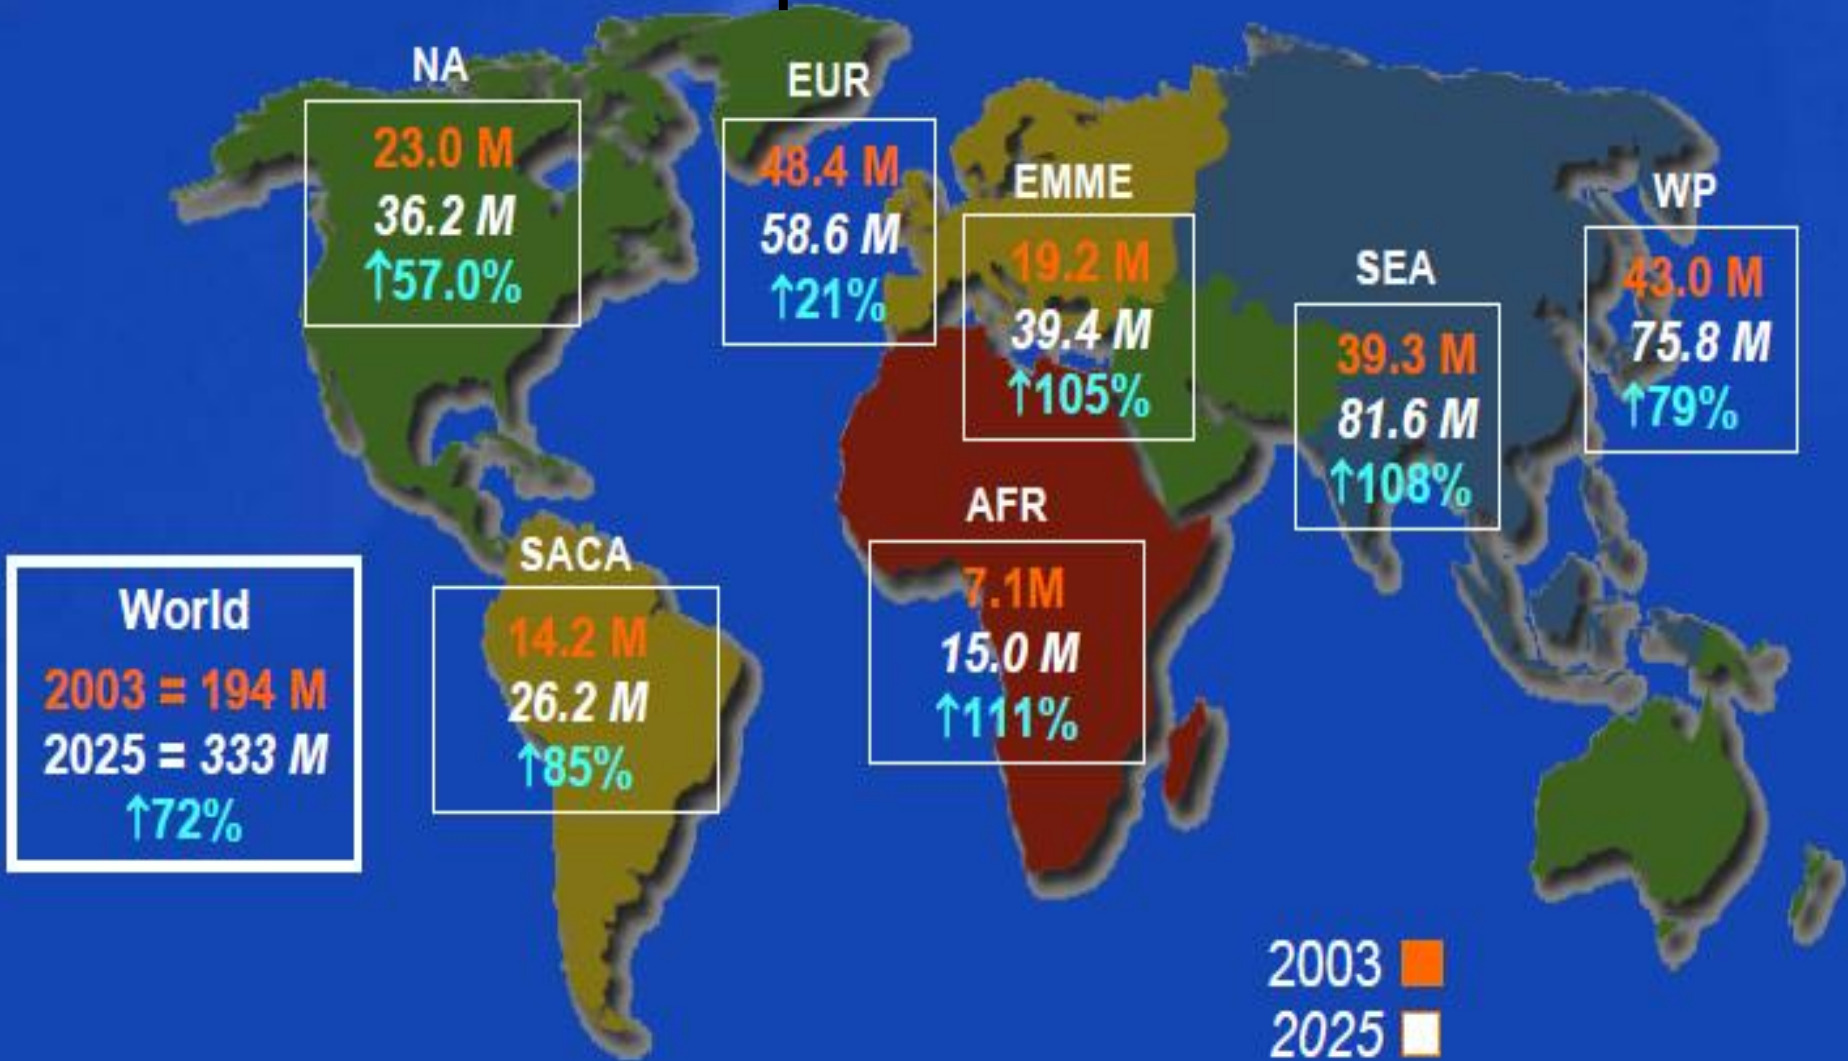 NA
23.0 M
36.2 M
↑57.0%
EUR
48.4 M
58.6 M
↑21%
EMME
19.2 M
39.4 M
↑105%
WP
43.0 M
75.8 M
↑79%
SEA
39.3 M
81.6 M
↑108%
AFR
7.1M
15.0 M
↑111%
SACA
14.2 M
26.2 M
↑85%
World
2003 = 194 M
2025 = 333 M
↑72%
2003
2025